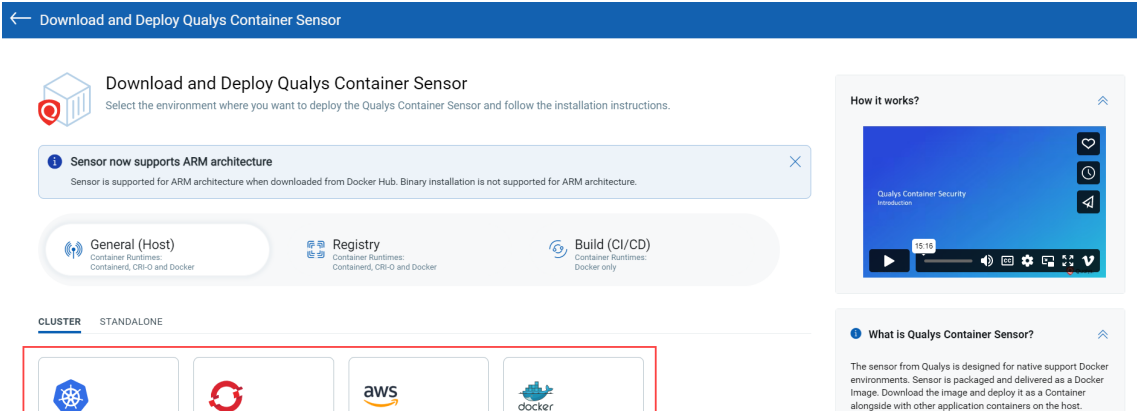 Download and Deploy Qualys Container Sensor
Download and Deploy Qualys Container Sensor
Select the environment where you want to deploy the Qualys Container Sensor and follow the installation instructions.
Sensor now supports ARM architecture
Sensor is supported for ARM architecture when downloaded from Docker Hub. Binary installation is not supported for ARM architecture.
General (Host)
Container Runtimes:
Containerd, CRI-O and Docker
Registry
Container Runtimes:
Containerd, CRI-O and Docker
Build (CI/CD)
Container Runtimes:
Docker only
CLUSTER STANDALONE
aws
docker
How it works?
Qualys Container Security
Introduction
15:16
CC
What is Qualys Container Sensor?
The sensor from Qualys is designed for native support Docker
environments. Sensor is packaged and delivered as a Docker
Image. Download the image and deploy it as a Container
alongside with other application containers on the host.